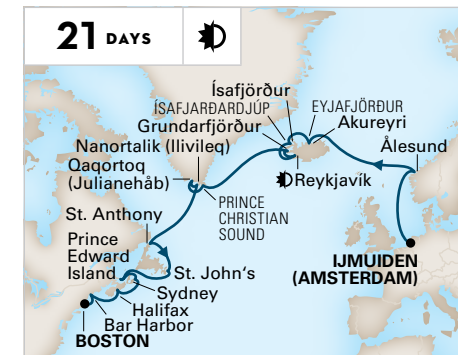 21 DAYS
Ísafjörður
ÍSAFJARÐARDJÚP
EYJAFJÖRÐUR
Grundarfjörður
Akureyri
Nanortalik (Ilivileq)
Ålesund
Qaqortoq
(Julianehåb)
Reykjavík
PRINCE
CHRISTIAN
SOUND
St. Anthony
Prince
Edward
Island
IJMUIDEN
(AMSTERDAM)
St. John's
Sydney
Halifax
Bar Harbor
BOSTON